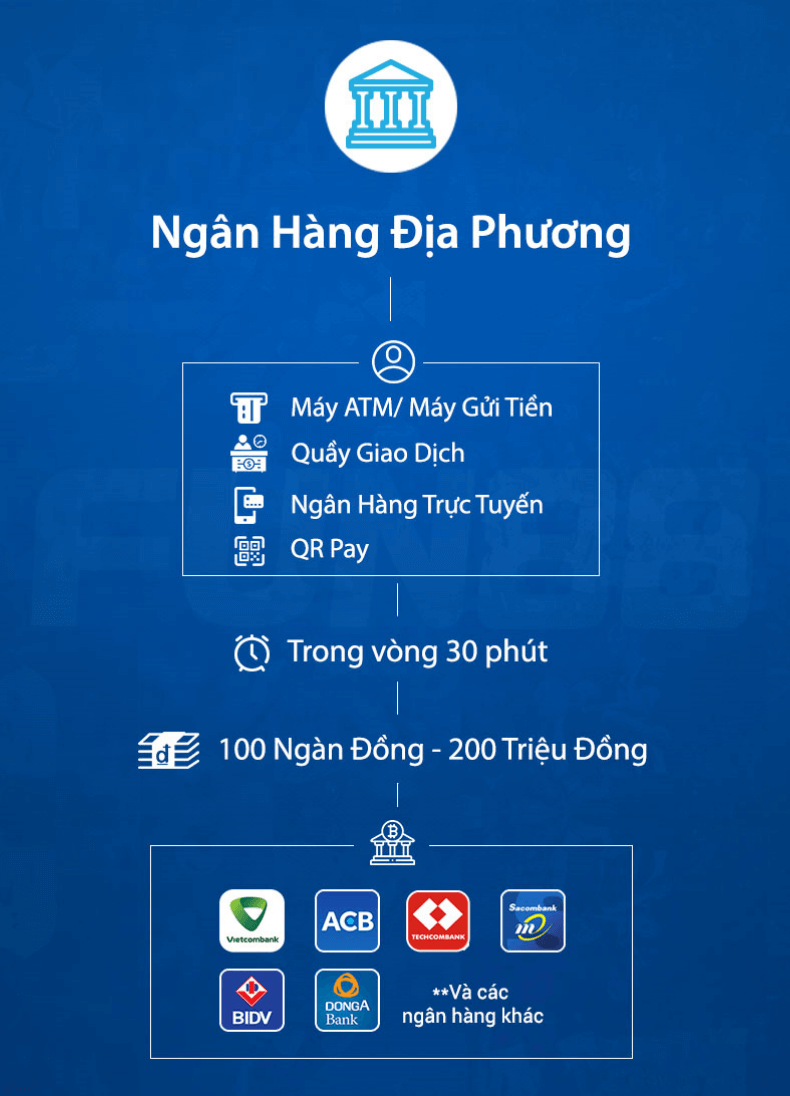 Ngân Hàng Địa Phương
Máy ATM/ Máy Gửi Tiền
Quầy Giao Dịch
Ngân Hàng Trực Tuyến
QR Pay
FUN88
Trong vòng 30 phút
100 Ngàn Đồng - 200 Triệu Đồng
Vietcombank
ACB
TECHCOMBANK
Sacombank
m
BIDV
DONGA
Bank
**Và các
ngân hàng khác